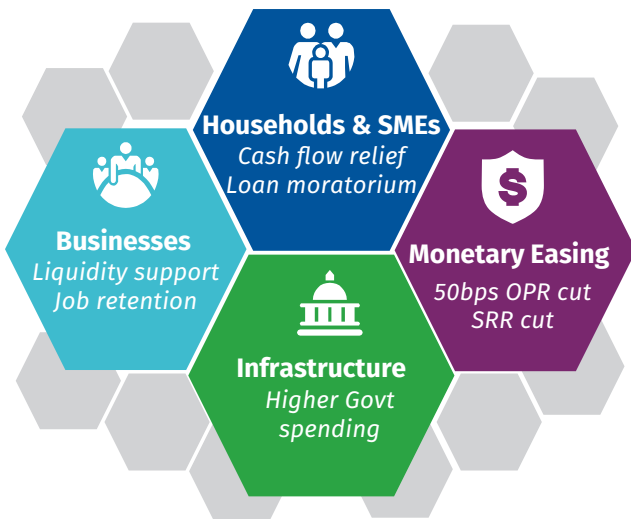 Households & SMEs
Cash flow relief
Loan moratorium
Businesses
Liquidity support
Job retention
Monetary Easing
50bps OPR cut
SRR cut
Infrastructure
Higher Govt
spending